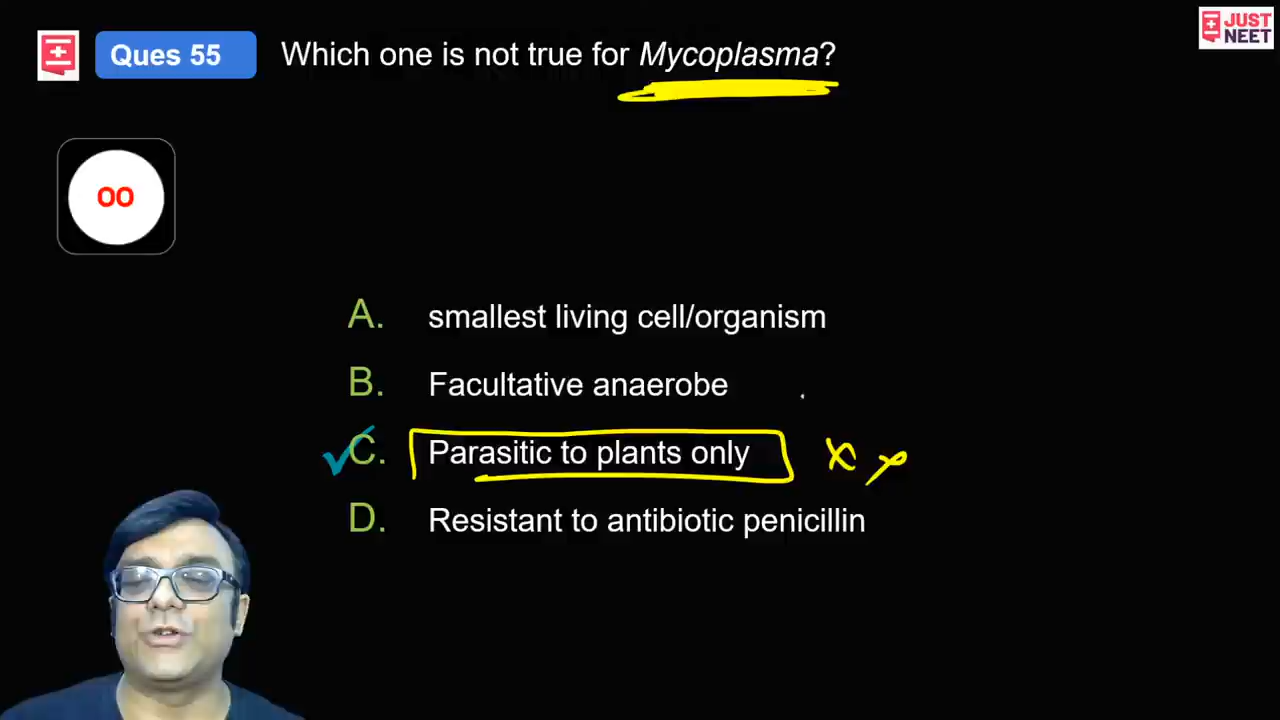 JUST
NEET
Ques 55 Which one is not true for Mycoplasma?
00
A. smallest living cell/organism
B. Facultative anaerobe
C. Parasitic to plants only
D. Resistant to antibiotic penicillin